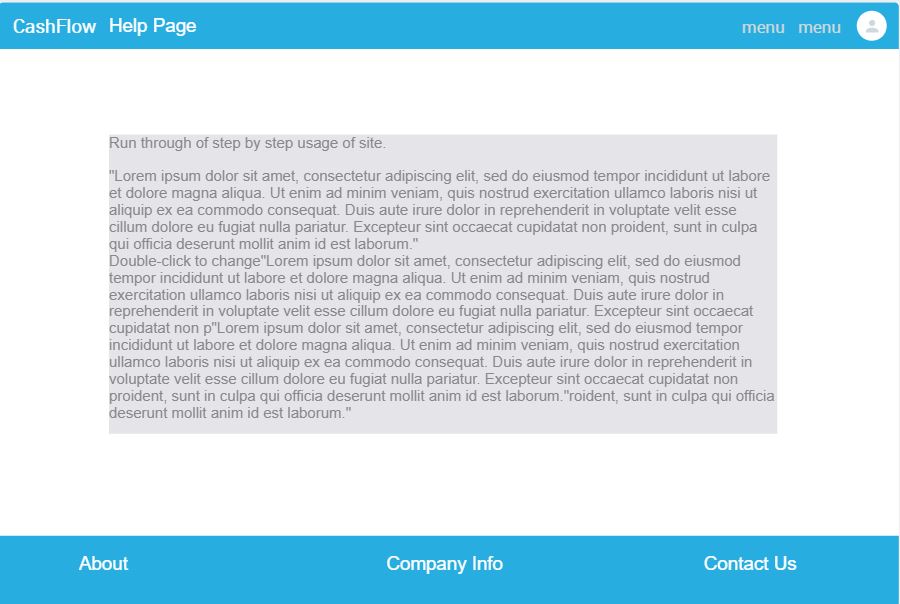 CashFlow Help Page menu menu
Run through of step by step usage of site.
"Lorem ipsum dolor sit amet, consectetur adipiscing elit, sed do eiusmod tempor incididunt ut labore
et dolore magna aliqua. Ut enim ad minim veniam, quis nostrud exercitation ullamco laboris nisi ut
aliquip ex ea commodo consequat. Duis aute irure dolor in reprehenderit in voluptate velit esse
cillum dolore eu fugiat nulla pariatur. Excepteur sint occaecat cupidatat non proident, sunt in culpa
qui officia deserunt mollit anim id est laborum."
Double-click to change"Lorem ipsum dolor sit amet, consectetur adipiscing elit, sed do eiusmod
tempor incididunt ut labore et dolore magna aliqua. Ut enim ad minim veniam, quis nostrud
exercitation ullamco laboris nisi ut aliquip ex ea commodo consequat. Duis aute irure dolor in
reprehenderit in voluptate velit esse cillum dolore eu fugiat nulla pariatur. Excepteur sint occaecat
cupidatat non p"Lorem ipsum dolor sit amet, consectetur adipiscing elit, sed do eiusmod tempor
incididunt ut labore et dolore magna aliqua. Ut enim ad minim veniam, quis nostrud exercitation
ullamco laboris nisi ut aliquip ex ea commodo consequat. Duis aute irure dolor in reprehenderit in
voluptate velit esse cillum dolore eu fugiat nulla pariatur. Excepteur sint occaecat cupidatat non
proident, sunt in culpa qui officia deserunt mollit anim id est laborum."roident, sunt in culpa qui officia
deserunt mollit anim id est laborum."
About Company Info Contact Us